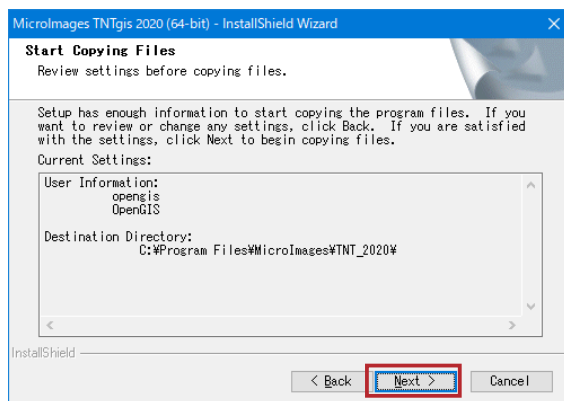 MicroImages TNTgis 2020 (64-bit) - InstallShield Wizard
Start Copying Files
Review settings before copying files.
Setup has enough information to start copying the program files. If you
want to review or change any settings, click Back. If you are satisfied
with the settings, click Next to begin copying files.
Current Settings:
User Information:
opengis
OpenGIS
Destination Directory:
C:¥Program Files¥MicroImages¥TNT_2020¥
InstallShield
< Back
Next >
Cancel